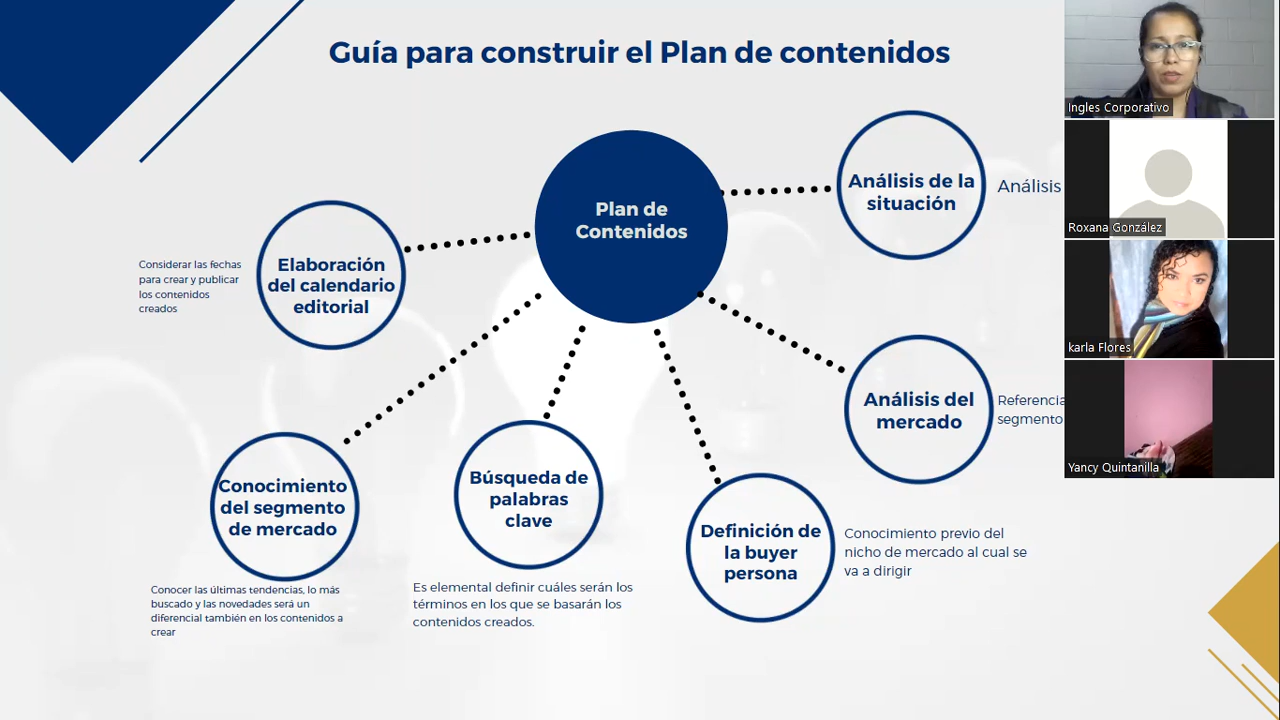 Guía para construir el Plan de contenidos
Plan de
Contenidos
Análisis de la
situación
Análisis
Análisis del
mercado
Referencia
segmento
Definición de
la buyer
persona
Conocimiento previo del
nicho de mercado al cual se
va a dirigir
Búsqueda de
palabras
clave
Es elemental definir cuáles serán los
términos en los que se basarán los
contenidos creados.
Conocimiento
del segmento
de mercado
Conocer las últimas tendencias, lo más
buscado y las novedades será un
diferencial también en los contenidos a
crear
Elaboración
del calendario
editorial
Considerar las fechas
para crear y publicar
los contenidos
creados
Ingles Corporativo
Roxana González
karla Flores
Yancy Quintanilla